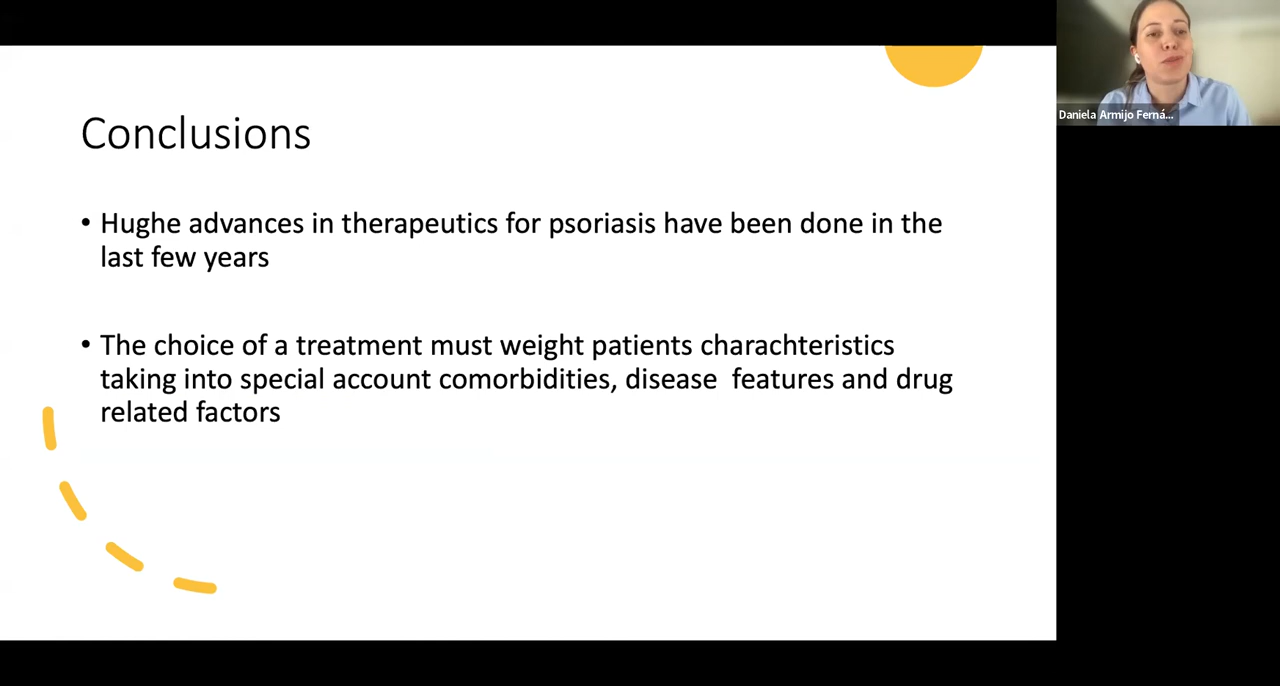 Conclusions
• Hughe advances in therapeutics for psoriasis have been done in the
last few years
• The choice of a treatment must weight patients charachteristics
taking into special account comorbidities, disease  features and drug
related factors
Daniela Armijo Ferná...